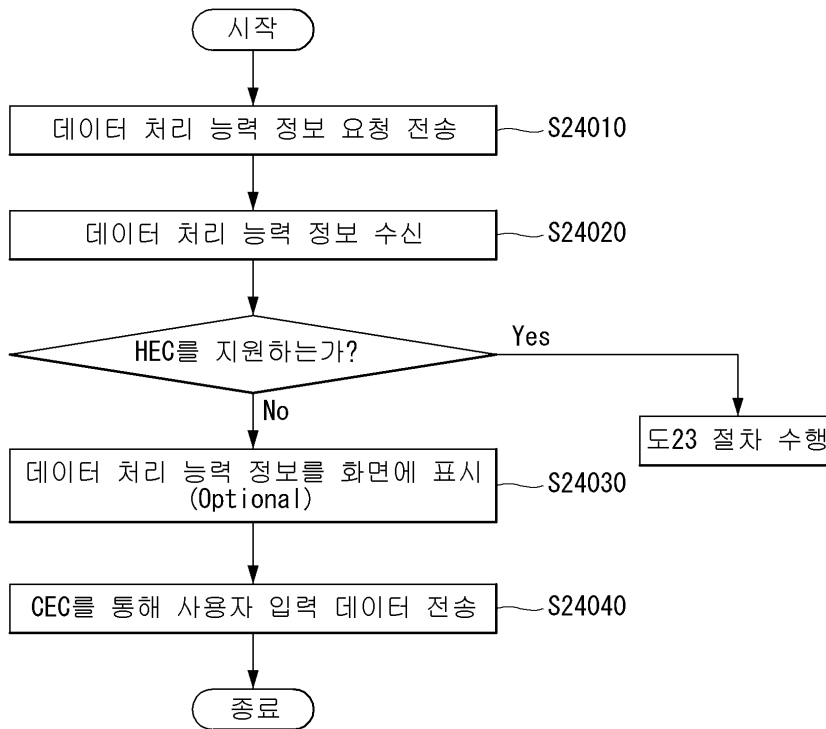 시작
데이터 처리 능력 정보 요청 전송
S24010
데이터 처리 능력 정보 수신
S24020
HEC를 지원하는가?
Yes
No
도23 절차 수행
데이터 처리 능력 정보를 화면에 표시
(Optional)
S24030
CEC를 통해 사용자 입력 데이터 전송
S24040
종료